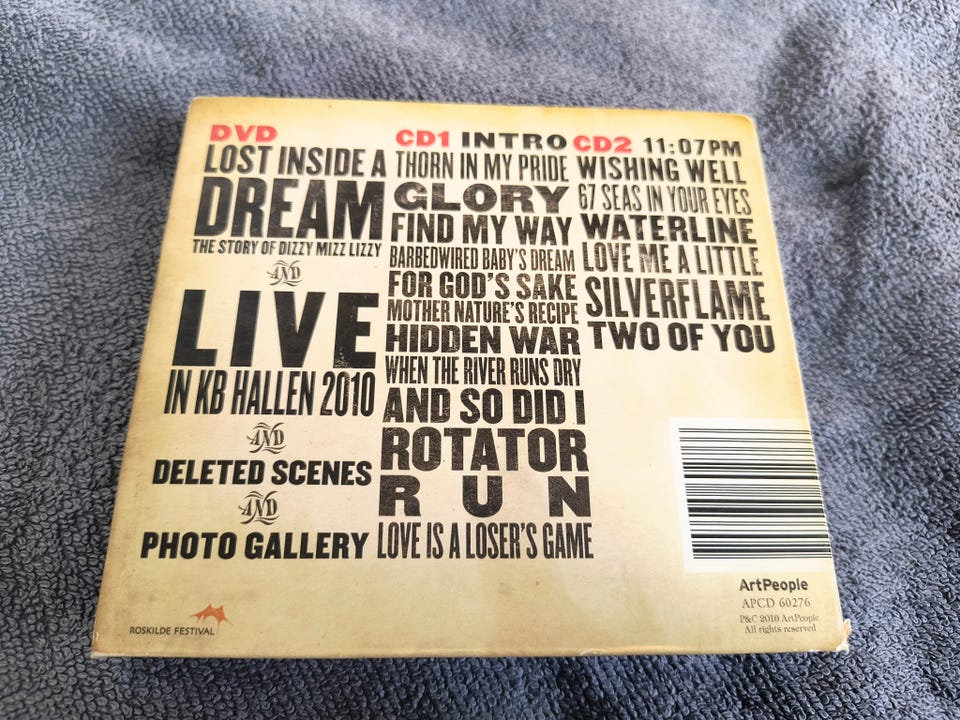 DVD
LOST INSIDE A
DREAM
THE STORY OF DIZZY MIZZ LIZZY
AND
LIVE
IN KB HALLEN 2010
AND
DELETED SCENES
AND
PHOTO GALLERY
ROSKILDE FESTIVAL
CD1 INTRO
THORN IN MY PRIDE
GLORY
FIND MY WAY
BARBEDWIRED BABY'S DREAM
FOR GOD'S SAKE
MOTHER NATURE'S RECIPE
HIDDEN WAR
WHEN THE RIVER RUNS DRY
AND SO DID I
ROTATOR
RUN
LOVE IS A LOSER'S GAME
CD2 11:07PM
WISHING WELL
67 SEAS IN YOUR EYES
WATERLINE
LOVE ME A LITTLE
SILVERFLAME
TWO OF YOU
ArtPeople
APCD 60276
P&C 2010 ArtPeople
All rights reserved